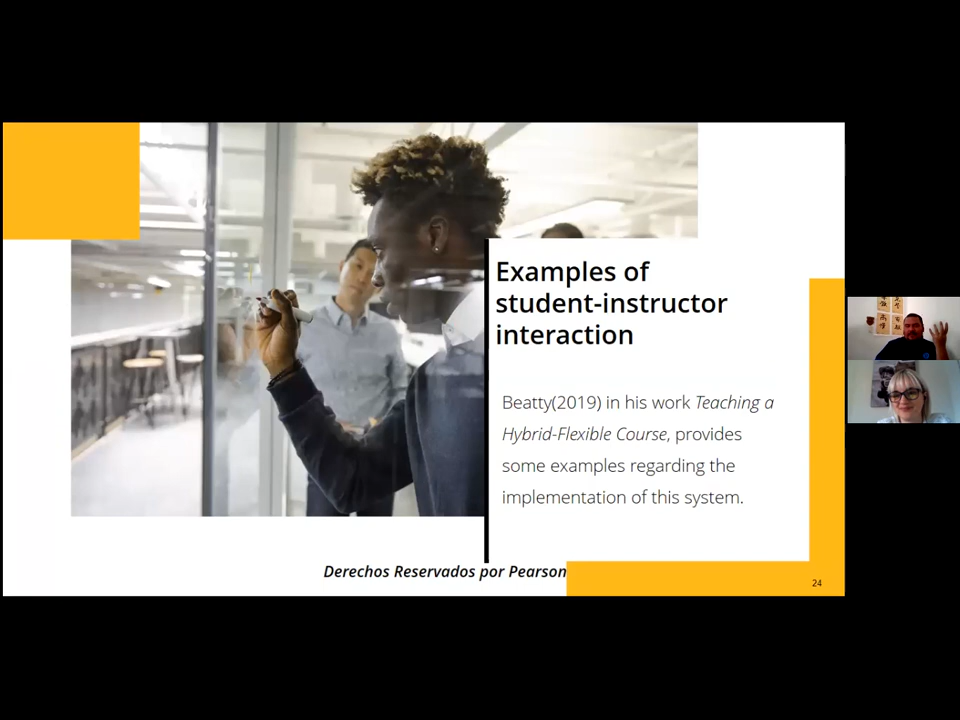 Examples of
student-instructor
interaction
Beatty(2019) in his work Teaching a
Hybrid-Flexible Course, provides
some examples regarding the
implementation of this system.
Derechos Reservados por Pearson
24